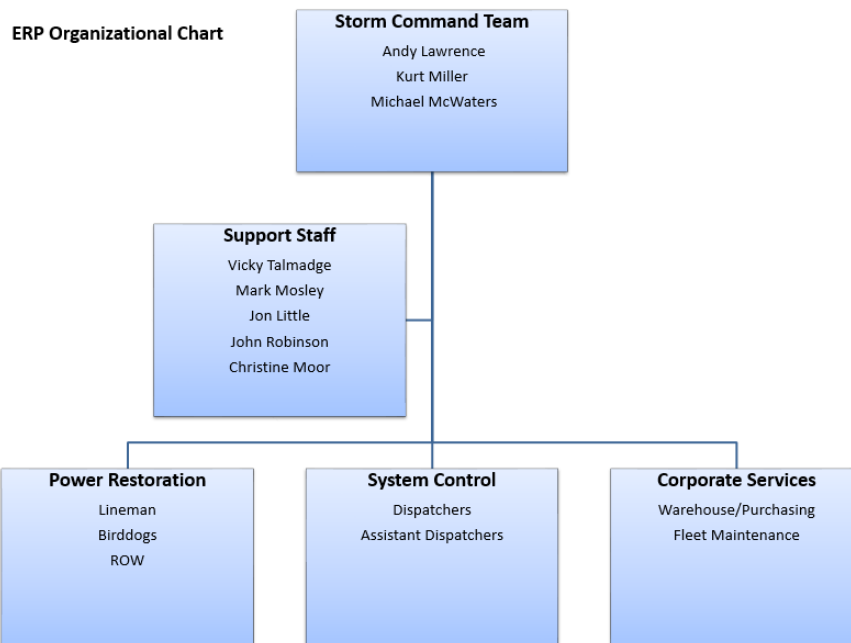 ERP Organizational Chart
Storm Command Team
Andy Lawrence
Kurt Miller
Michael McWaters
Support Staff
Vicky Talmadge
Mark Mosley
Jon Little
John Robinson
Christine Moor
Power Restoration
Lineman
Birddogs
ROW
System Control
Dispatchers
Assistant Dispatchers
Corporate Services
Warehouse/Purchasing
Fleet Maintenance